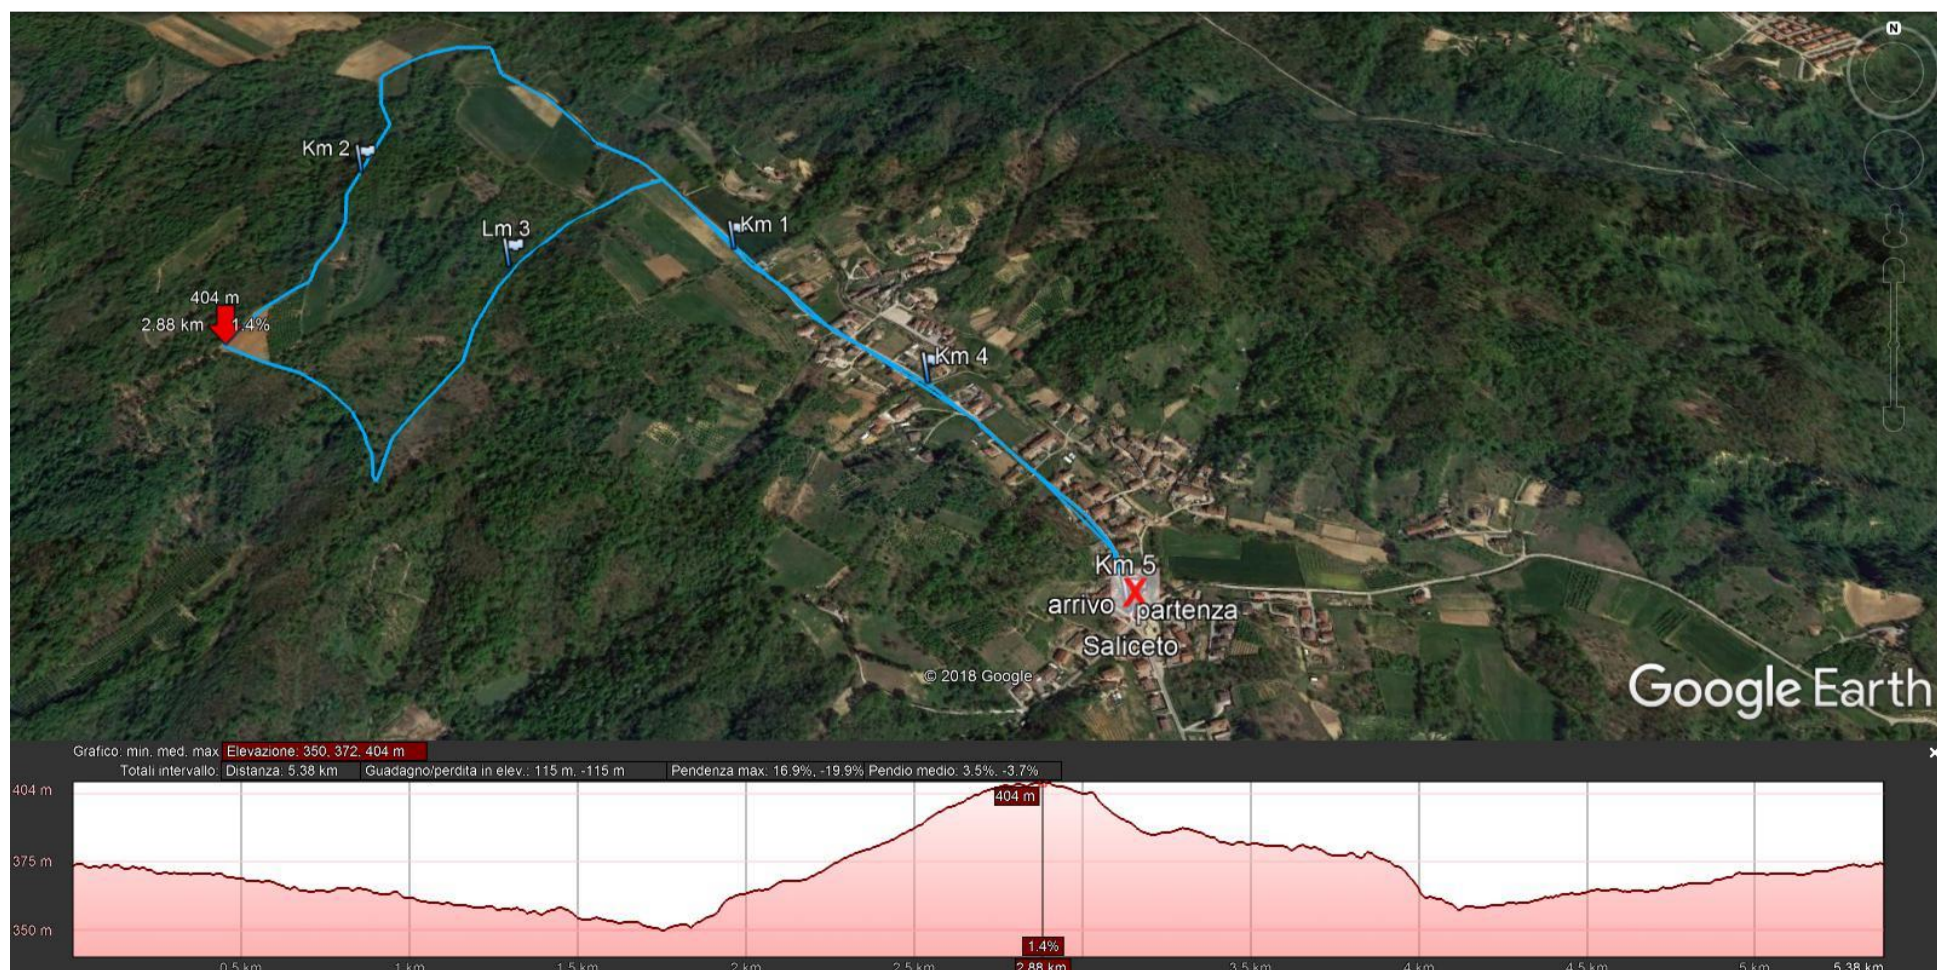 N
Km 2
Km 1
Lm 3
404 m
2.88 km 1.4%
Km 4
Km 5
arrivo partenza
Saliceto
© 2018 Google
Google Earth
Grafico: min. med. max Elevazione: 350, 372, 404 m
Totali intervallo: Distanza: 5.38 km Guadagno/perdita in elev.: 115 m. -115 m Pendenza max: 16.9%, -19.9% Pendio medio: 3.5%. -3.7%
404 m
404 m
375 m
350 m
1.4%
0.5 km 1 km 1.5 km 2 km 2.5 km 2.88 km 3.5 km 4 km 4.5 km 5 km 5.38 km